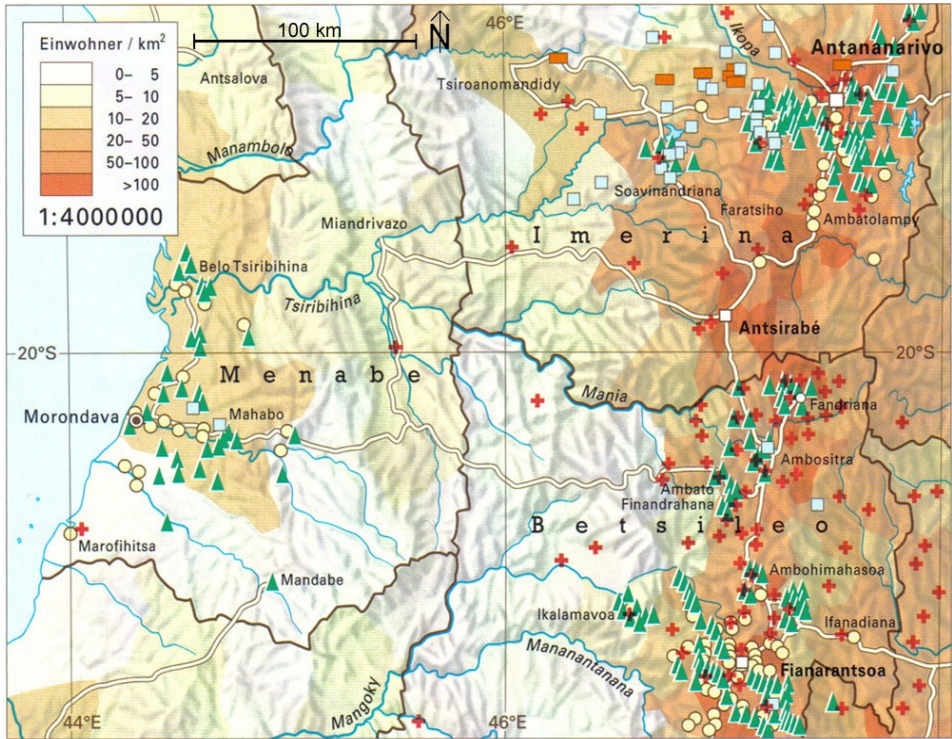 Einwohner / km²
0– 5
5– 10
10– 20
20– 50
50–100
>100
1:4000000
100 km
N
46°E
Ikopa
Antananarivo
Antsalova
Tsiroanomandidy
Manambolo
Soavinandriana
Miandrivazo
Faratsiho
Ambatolampy
Imerina
Belo Tsiribihina
Tsiribihina
Antsirabé
20°S
20°S
Menabe
Mania
Fandriana
Morondava
Mahabo
Ambositra
Ambato
Finandrahana
Betsileo
Marofihitsa
Mandabe
Ambohimahasoa
Ikalamavoa
Ifanadiana
Mananantanana
Fianarantsoa
Mangoky
44°E
46°E